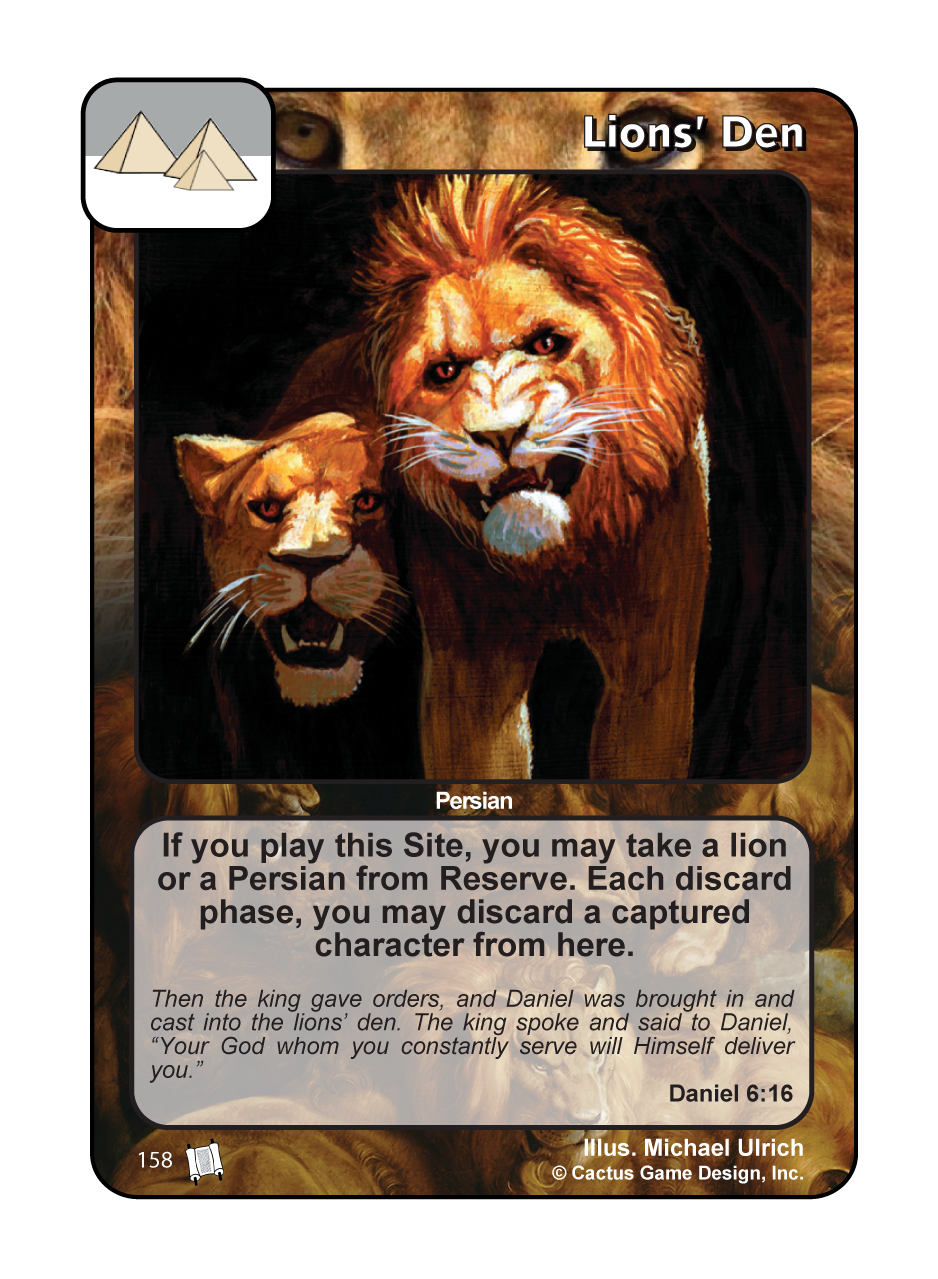 Lions' Den
Persian
If you play this Site, you may take a lion
or a Persian from Reserve. Each discard
phase, you may discard a captured
character from here.
Then the king gave orders, and Daniel was brought in and
cast into the lions' den. The king spoke and said to Daniel,
“Your God whom you constantly serve will Himself deliver
you.”
Daniel 6:16
158
Illus. Michael Ulrich
© Cactus Game Design, Inc.